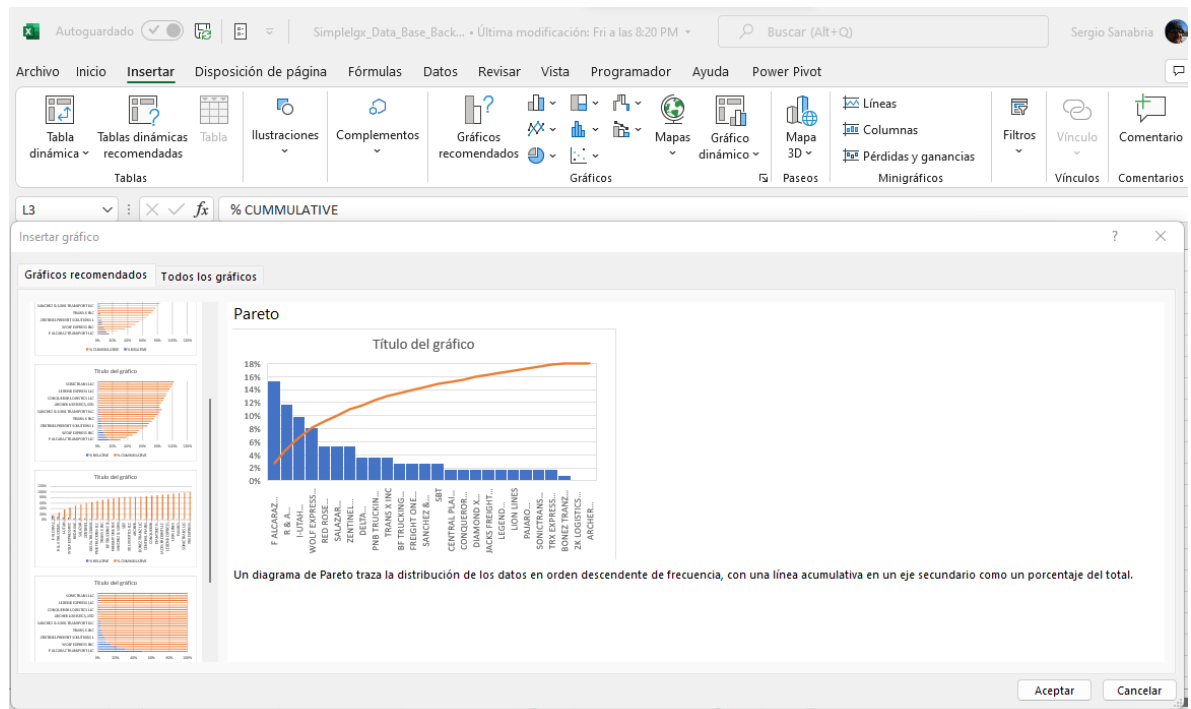 Autoguardado
Simplelgx_Data_Base_Back... • Última modificación: Fri a las 8:20 PM
Buscar (Alt+Q)
Sergio Sanabria
Archivo Inicio Insertar Disposición de página Fórmulas Datos Revisar Vista Programador Ayuda Power Pivot
Tabla dinámica
Tablas dinámicas recomendadas
Tabla
Tablas
Ilustraciones
Complementos
Gráficos recomendados
Mapas
Gráfico dinámico
Gráficos
Mapa 3D
Paseos
Líneas
Columnas
Pérdidas y ganancias
Minigráficos
Filtros
Vínculo
Vínculos
Comentario
Comentarios
L3
fx % CUMMULATIVE
Insertar gráfico
?
Gráficos recomendados Todos los gráficos
Título del gráfico
Título del gráfico
Título del gráfico
Pareto
Título del gráfico
18%
16%
14%
12%
10%
8%
6%
4%
2%
0%
F ALCARAZ...
R & A...
I-UTAH...
WOLF EXPRESS...
RED ROSE...
SALAZAR...
ZENTINEL...
DELTA...
PNB TRUCKIN...
TRANS X INC
BF TRUCKING...
FREIGHT ONE...
SANCHEZ &...
SBT
CENTRAL PLAI...
CONQUEROR...
DIAMOND X...
JACKS FREIGHT...
LEGEND...
LION LINES
PAJARO...
SONICTRANS...
TRX EXPRESS...
BONEZ TRANZ...
2K LOGISTICS...
ARCHER...
Un diagrama de Pareto traza la distribución de los datos en orden descendente de frecuencia, con una línea acumulativa en un eje secundario como un porcentaje del total.
Aceptar Cancelar